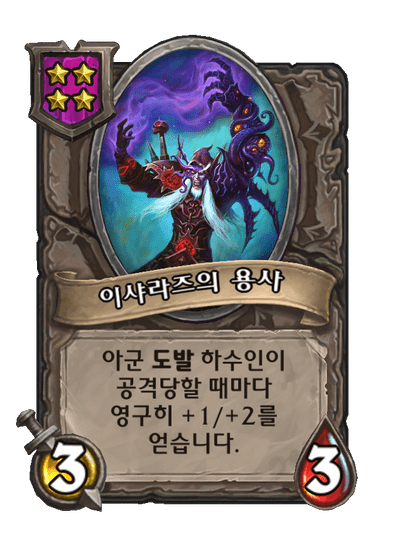 이샤라즈의 용사
아군 도발 하수인이
공격당할 때마다
영구히 +1/+2를
얻습니다.
3
3